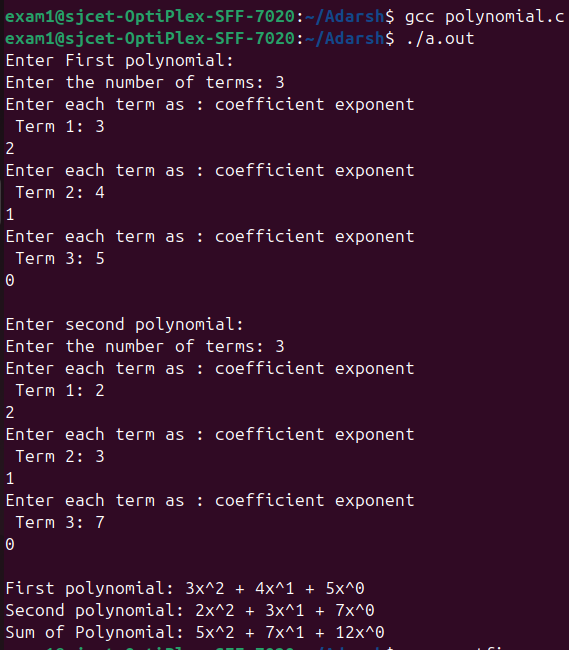 exam1@sjcet-OptiPlex-SFF-7020:~/Adarsh$ gcc polynomial.c
exam1@sjcet-OptiPlex-SFF-7020:~/Adarsh$ ./a.out
Enter First polynomial:
Enter the number of terms: 3
Enter each term as : coefficient exponent
 Term 1: 3
2
Enter each term as : coefficient exponent
 Term 2: 4
1
Enter each term as : coefficient exponent
 Term 3: 5
0

Enter second polynomial:
Enter the number of terms: 3
Enter each term as : coefficient exponent
 Term 1: 2
2
Enter each term as : coefficient exponent
 Term 2: 3
1
Enter each term as : coefficient exponent
 Term 3: 7
0

First polynomial: 3x^2 + 4x^1 + 5x^0
Second polynomial: 2x^2 + 3x^1 + 7x^0
Sum of Polynomial: 5x^2 + 7x^1 + 12x^0